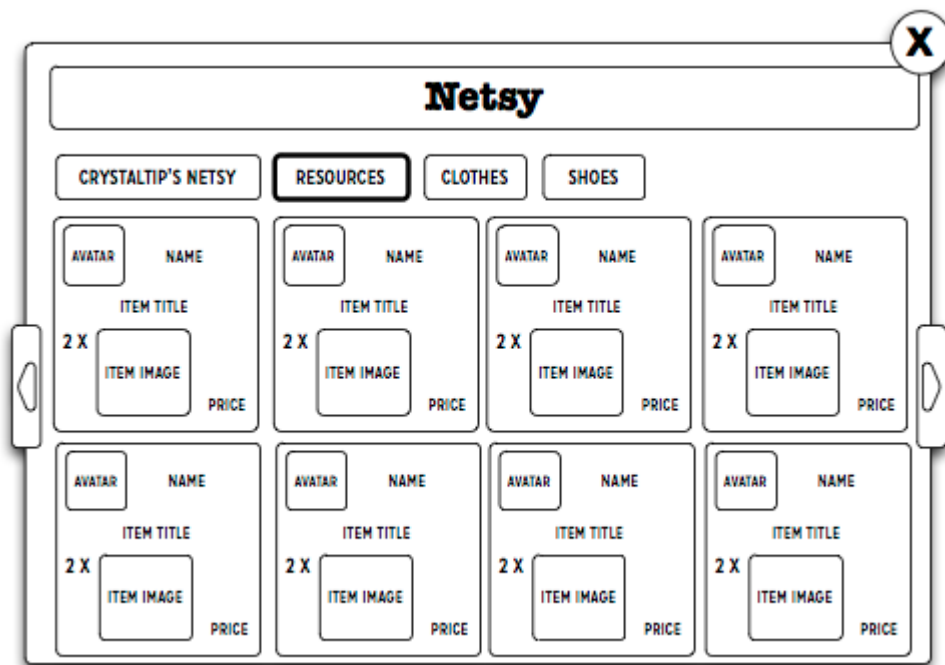 X
Netsy
CRYSTALTIP'S NETSY RESOURCES CLOTHES SHOES
AVATAR NAME AVATAR NAME AVATAR NAME AVATAR NAME
ITEM TITLE ITEM TITLE ITEM TITLE ITEM TITLE
2 X 2 X 2 X 2 X
ITEM IMAGE ITEM IMAGE ITEM IMAGE ITEM IMAGE
PRICE PRICE PRICE PRICE
AVATAR NAME AVATAR NAME AVATAR NAME AVATAR NAME
ITEM TITLE ITEM TITLE ITEM TITLE ITEM TITLE
2 X 2 X 2 X 2 X
ITEM IMAGE ITEM IMAGE ITEM IMAGE ITEM IMAGE
PRICE PRICE PRICE PRICE